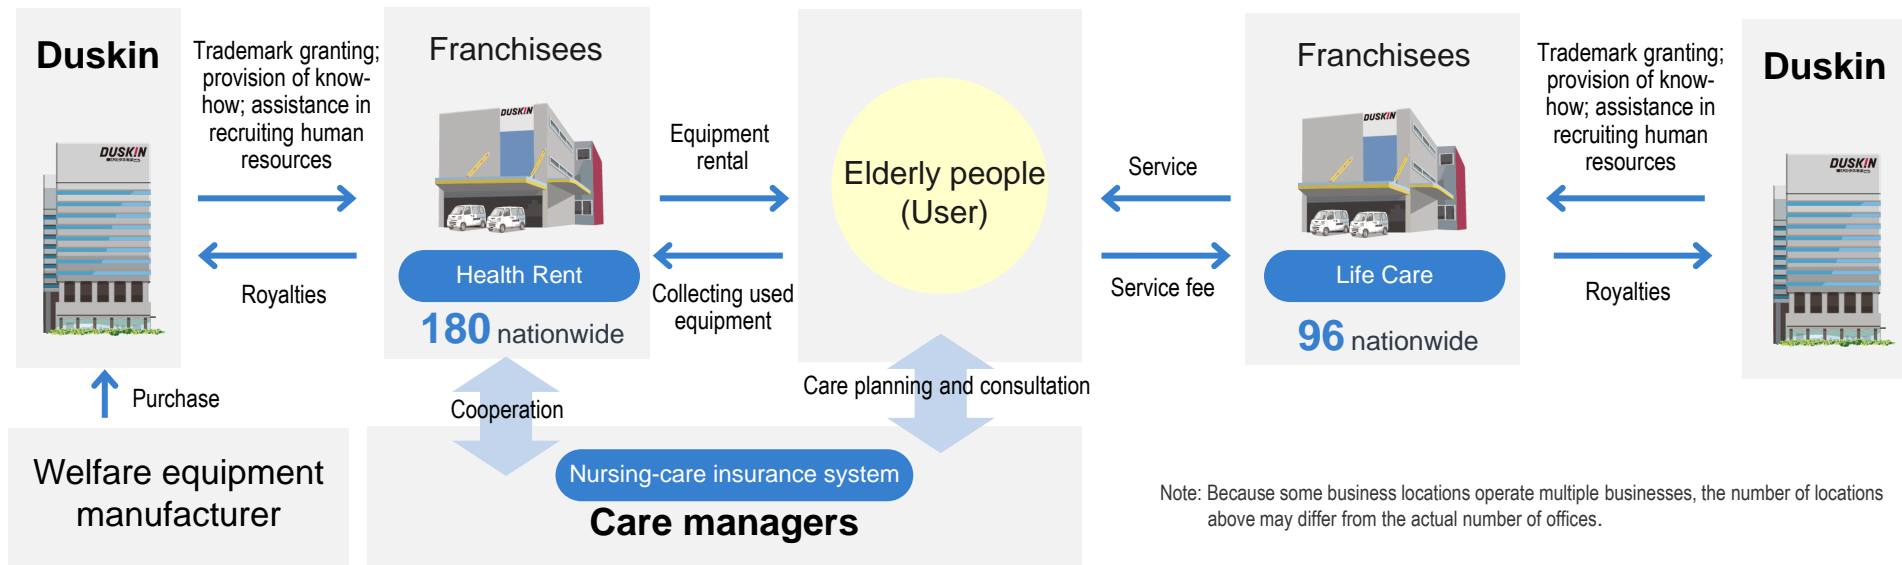 Duskin
Trademark granting;
provision of know-
how; assistance in
recruiting human
resources
DUSKIN
Royalties
Purchase
Welfare equipment
manufacturer
Franchisees
DUSKIN
Health Rent
180 nationwide
Equipment
rental
Collecting used
equipment
Cooperation
Elderly people
(User)
Care planning and consultation
Nursing-care insurance system
Care managers
Service
Service fee
Franchisees
DUSKIN
Life Care
96 nationwide
Trademark granting;
provision of know-
how; assistance in
recruiting human
resources
Royalties
Duskin
DUSKIN
Note: Because some business locations operate multiple businesses, the number of locations
above may differ from the actual number of offices.